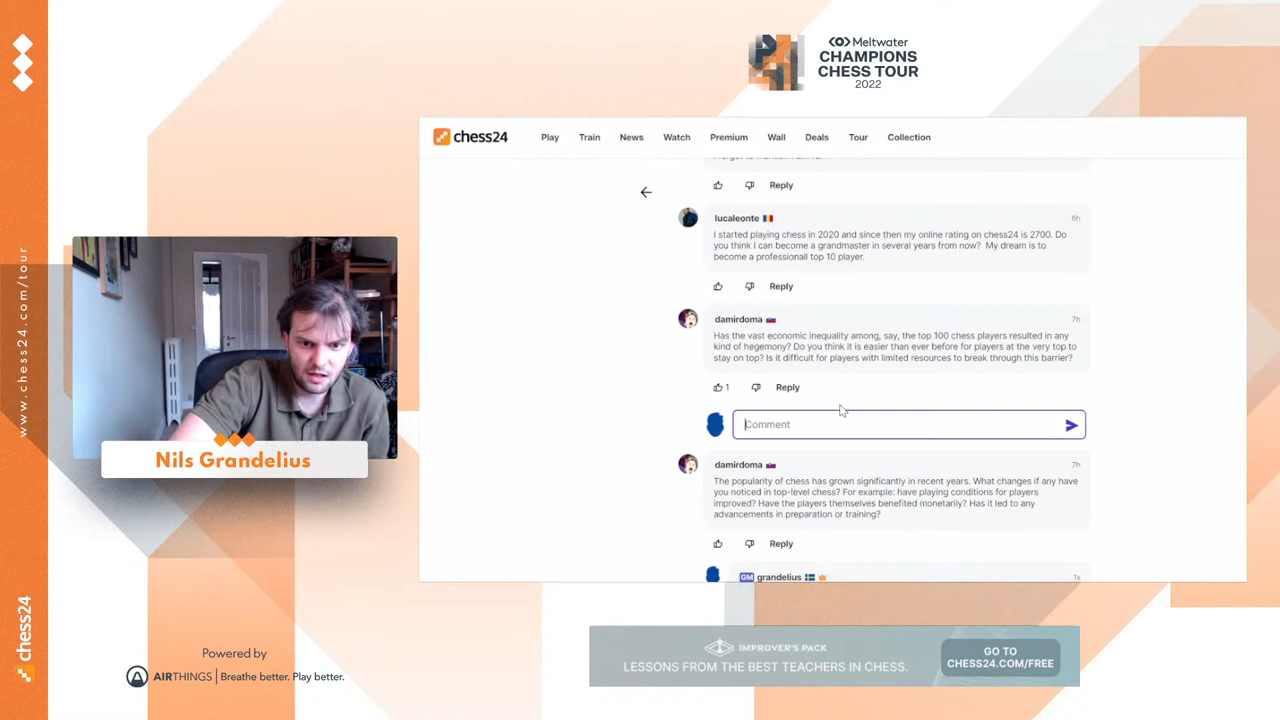 Meltwater
CHAMPIONS
CHESS TOUR
2022
www.chess24.com/tour
chess24
chess24
Play
Train
News
Watch
Premium
Wall
Deals
Tour
Collection
Reply
lucaleonte
6h
I started playing chess in 2020 and since then my online rating on chess24 is 2700. Do
you think I can become a grandmaster in several years from now? My dream is to
become a professionall top 10 player.
Reply
damirdoma
7h
Has the vast economic inequality among, say, the top 100 chess players resulted in any
kind of hegemony? Do you think it is easier than ever before for players at the very top to
stay on top? Is it difficult for players with limited resources to break through this barrier?
1
Reply
Comment
damirdoma
7h
The popularity of chess has grown significantly in recent years. What changes if any have
you noticed in top-level chess? For example: have playing conditions for players
improved? Have the players themselves benefited monetarily? Has it led to any
advancements in preparation or training?
Reply
GM grandelius
1s
Nils Grandelius
Powered by
AIRTHINGS | Breathe better. Play better.
IMPROVER'S PACK
LESSONS FROM THE BEST TEACHERS IN CHESS.
GO TO
CHESS24.COM/FREE